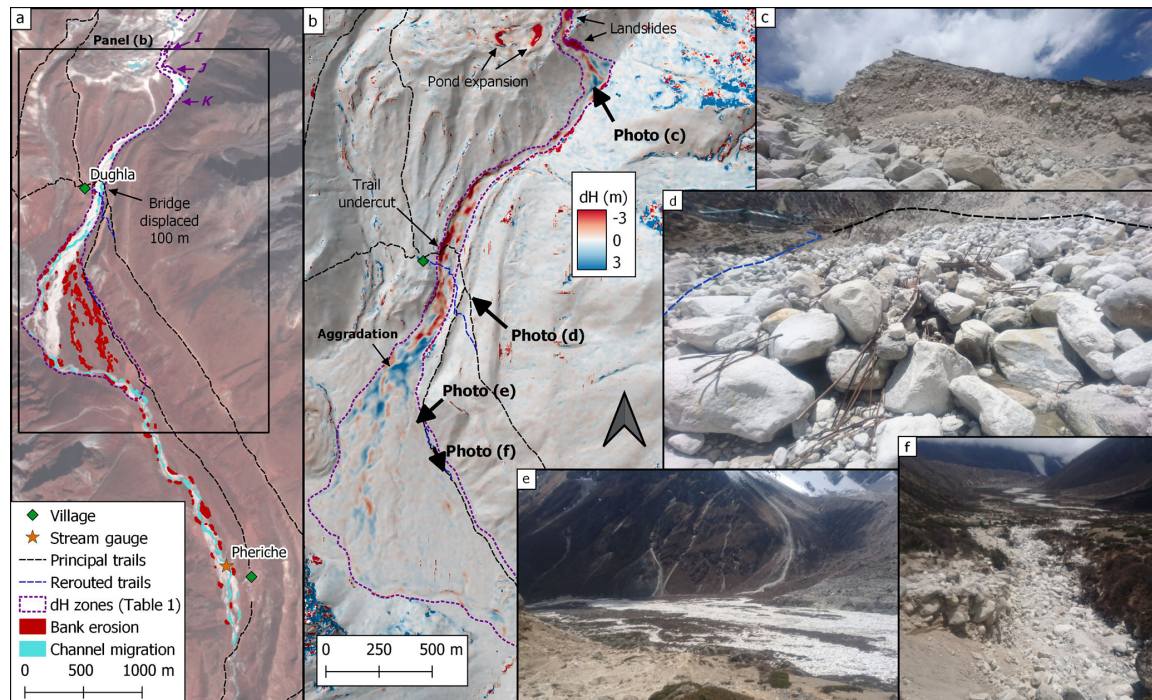 a
Panel (b)
I
J
K
Dughla
Bridge
displaced
100 m
Pheriche
Village
Stream gauge
Principal trails
Rerouted trails
dH zones (Table 1)
Bank erosion
Channel migration
0 500 1000 m
b
Landslides
Pond expansion
Photo (c)
Trail
undercut
dH (m)
-3
0
3
Photo (d)
Aggradation
Photo (e)
Photo (f)
0 250 500 m
c
d
e
f